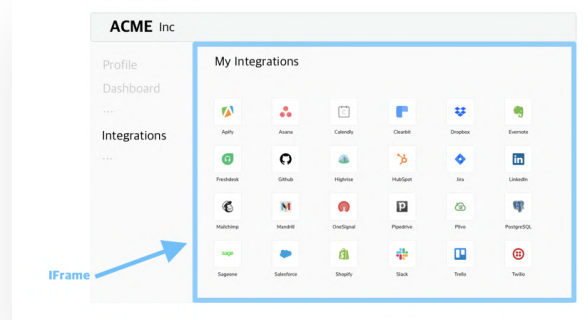 ACME Inc
Profile
Dashboard
...
Integrations
...
My Integrations
Apify Asana Calendly Clearbit Dropbox Evernote
Freshdesk Github Highrise HubSpot Jira LinkedIn
Mailchimp Mandrill OneSignal Pipedrive Plivo PostgreSQL
sage
Sageone Salesforce Shopify Slack Trello Twilio
IFrame